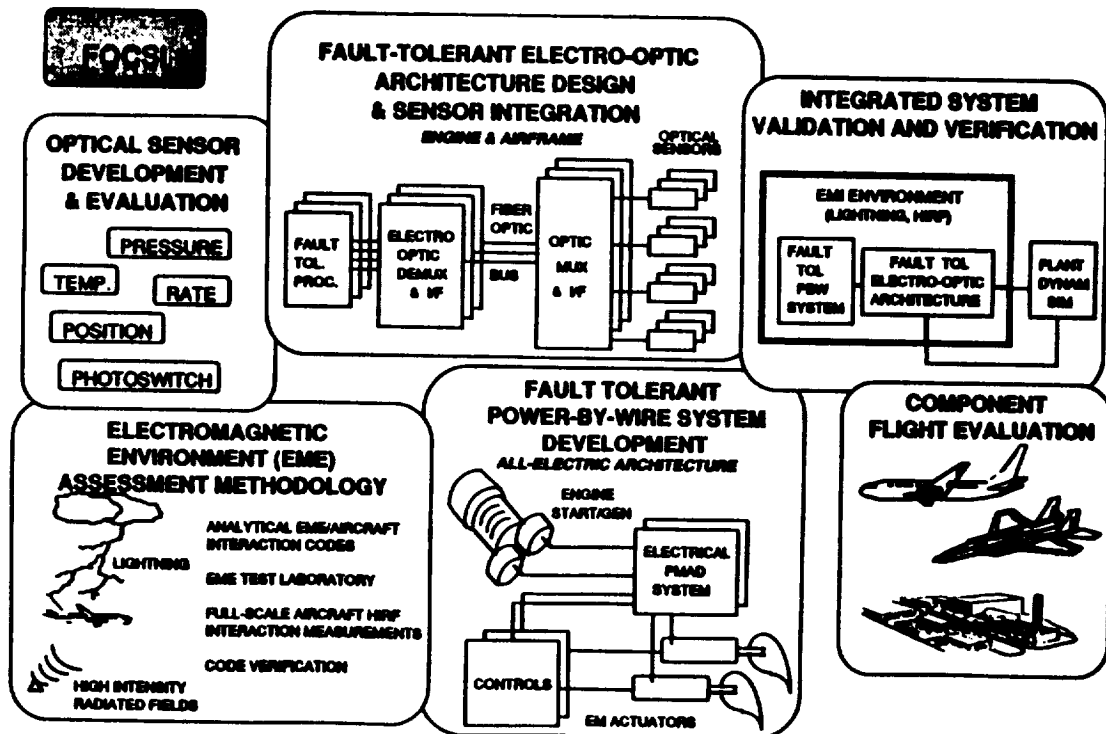 FOCSI
FAULT-TOLERANT ELECTRO-OPTIC
ARCHITECTURE DESIGN
& SENSOR INTEGRATION
ENGINE & AIRFRAME
OPTICAL
SENSORS
FAULT
TOL.
PROC.
ELECTRO
OPTIC
DEMUX
& I/F
FIBER
OPTIC
BUS
OPTIC
MUX
& I/F
INTEGRATED SYSTEM
VALIDATION AND VERIFICATION
EMI ENVIRONMENT
(LIGHTNING, HIRF)
FAULT
TOL
PBW
SYSTEM
FAULT TOL
ELECTRO-OPTIC
ARCHITECTURE
PLANT
DYNAM
SIM
OPTICAL SENSOR
DEVELOPMENT
& EVALUATION
PRESSURE
TEMP.
RATE
POSITION
PHOTOSWITCH
ELECTROMAGNETIC
ENVIRONMENT (EME)
ASSESSMENT METHODOLOGY
LIGHTNING
ANALYTICAL EME/AIRCRAFT
INTERACTION CODES
EME TEST LABORATORY
FULL-SCALE AIRCRAFT HIRF
INTERACTION MEASUREMENTS
CODE VERIFICATION
HIGH INTENSITY
RADIATED FIELDS
FAULT TOLERANT
POWER-BY-WIRE SYSTEM
DEVELOPMENT
ALL-ELECTRIC ARCHITECTURE
ENGINE
START/GEN
ELECTRICAL
PMAD
SYSTEM
CONTROLS
EM ACTUATORS
COMPONENT
FLIGHT EVALUATION